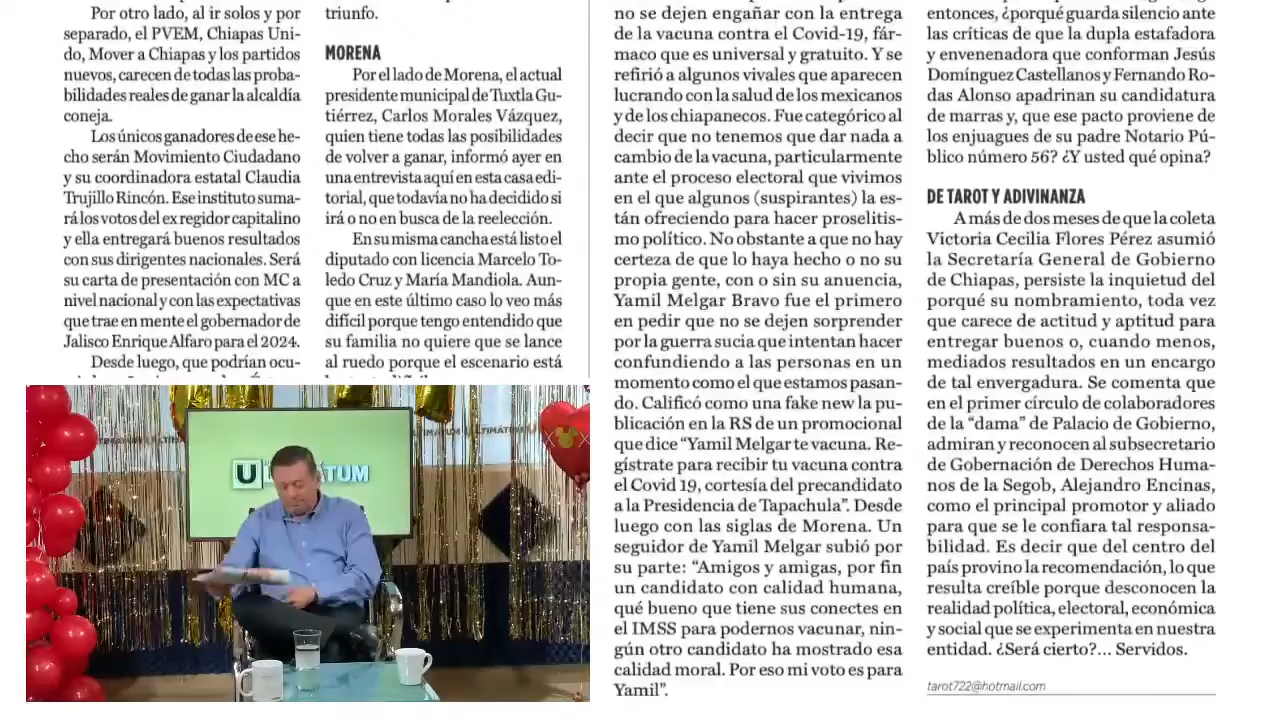 Por otro lado, al ir solos y por
separado, el PVEM, Chiapas Uni-
do, Mover a Chiapas y los partidos
nuevos, carecen de todas las proba-
bilidades reales de ganar la alcaldía
coneja.
Los únicos ganadores de ese he-
cho serán Movimiento Ciudadano
y su coordinadora estatal Claudia
Trujillo Rincón. Ese instituto suma-
rá los votos del ex regidor capitalino
y ella entregará buenos resultados
con sus dirigentes nacionales. Será
su carta de presentación con MC a
nivel nacional y con las expectativas
que trae en mente el gobernador de
Jalisco Enrique Alfaro para el 2024.
Desde luego, que podrían ocu-
triunfo.
MORENA
Por el lado de Morena, el actual
presidente municipal de Tuxtla Gu-
tiérrez, Carlos Morales Vázquez,
quien tiene todas las posibilidades
de volver a ganar, informó ayer en
una entrevista aquí en esta casa edi-
torial, que todavía no ha decidido si
irá o no en busca de la reelección.
En su misma cancha está listo el
diputado con licencia Marcelo To-
ledo Cruz y María Mandiola. Aun-
que en este último caso lo veo más
difícil porque tengo entendido que
su familia no quiere que se lance
al ruedo porque el escenario está
no se dejen engañar con la entrega
de la vacuna contra el Covid-19, fár-
maco que es universal y gratuito. Y se
refirió a algunos vivales que aparecen
lucrando con la salud de los mexicanos
y de los chiapanecos. Fue categórico al
decir que no tenemos que dar nada a
cambio de la vacuna, particularmente
ante el proceso electoral que vivimos
en el que algunos (suspirantes) la es-
tán ofreciendo para hacer proselitis-
mo político. No obstante a que no hay
certeza de que lo haya hecho o no su
propia gente, con o sin su anuencia,
Yamil Melgar Bravo fue el primero
en pedir que no se dejen sorprender
por la guerra sucia que intentan hacer
confundiendo a las personas en un
momento como el que estamos pasan-
do. Calificó como una fake new la pu-
blicación en la RS de un promocional
que dice “Yamil Melgar te vacuna. Re-
gístrate para recibir tu vacuna contra
el Covid 19, cortesía del precandidato
a la Presidencia de Tapachula”. Desde
luego con las siglas de Morena. Un
seguidor de Yamil Melgar subió por
su parte: “Amigos y amigas, por fin
un candidato con calidad humana,
qué bueno que tiene sus conectes en
el IMSS para podernos vacunar, nin-
gún otro candidato ha mostrado esa
calidad moral. Por eso mi voto es para
Yamil”.
entonces, ¿porqué guarda silencio ante
las críticas de que la dupla estafadora
y envenenadora que conforman Jesús
Domínguez Castellanos y Fernando Ro-
das Alonso apadrinan su candidatura
de marras y, que ese pacto proviene de
los enjuagues de su padre Notario Pú-
blico número 56? ¿Y usted qué opina?
DE TAROT Y ADIVINANZA
A más de dos meses de que la coleta
Victoria Cecilia Flores Pérez asumió
la Secretaría General de Gobierno
de Chiapas, persiste la inquietud del
porqué su nombramiento, toda vez
que carece de actitud y aptitud para
entregar buenos o, cuando menos,
mediados resultados en un encargo
de tal envergadura. Se comenta que
en el primer círculo de colaboradores
de la “dama” de Palacio de Gobierno,
admiran y reconocen al subsecretario
de Gobernación de Derechos Huma-
nos de la Segob, Alejandro Encinas,
como el principal promotor y aliado
para que se le confiara tal responsa-
bilidad. Es decir que del centro del
país provino la recomendación, lo que
resulta creíble porque desconocen la
realidad política, electoral, económica
y social que se experimenta en nuestra
entidad. ¿Será cierto?... Servidos.
tarot722@hotmail.com